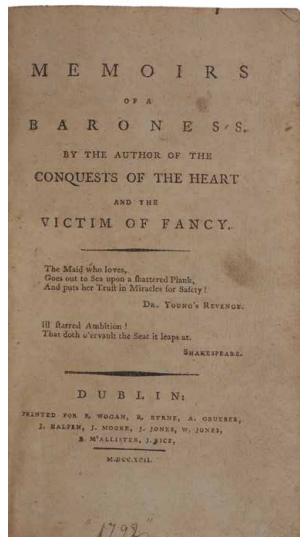 MEMOIRS
OF A
BARONESS.
BY THE AUTHOR OF THE
CONQUESTS OF THE HEART
AND THE
VICTIM OF FANCY.
The Maid who loves,
Goes out to Sea upon a ſhattered Plank,
And puts her Truſt in Miracles for Safety!
DR. YOUNG'S REVENGE.
Ill ſtarred Ambition!
That doth o'ervault the Seat it leaps at.
SHAKESPEARE.
DUBLIN:
PRINTED FOR P. WOGAN, R. BYRNE, A. GRUEBER,
J. HALPEN, J. MOORE, J. JONES, W. JONES,
B. M'ALLISTER, J. RICE,
M.DCC.XCII.
"1792"